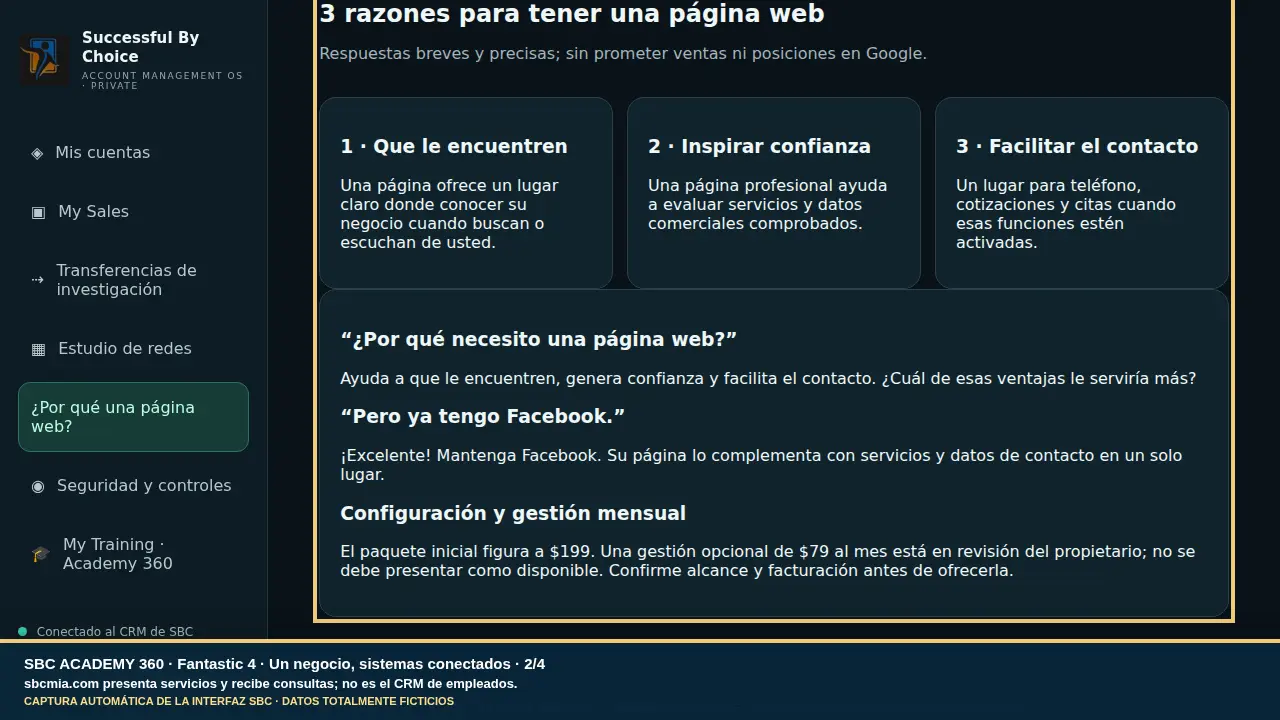 Successful By
Choice
ACCOUNT MANAGEMENT OS
· PRIVATE
Mis cuentas
My Sales
Transferencias de
investigación
Estudio de redes
¿Por qué una página
web?
Seguridad y controles
My Training ·
Academy 360
Conectado al CRM de SBC
3 razones para tener una página web
Respuestas breves y precisas; sin prometer ventas ni posiciones en Google.
1 · Que le encuentren
Una página ofrece un lugar
claro donde conocer su
negocio cuando buscan o
escuchan de usted.
2 · Inspirar confianza
Una página profesional ayuda
a evaluar servicios y datos
comerciales comprobados.
3 · Facilitar el contacto
Un lugar para teléfono,
cotizaciones y citas cuando
esas funciones estén
activadas.
“¿Por qué necesito una página web?”
Ayuda a que le encuentren, genera confianza y facilita el contacto. ¿Cuál de esas ventajas le serviría más?
“Pero ya tengo Facebook.”
¡Excelente! Mantenga Facebook. Su página lo complementa con servicios y datos de contacto en un solo
lugar.
Configuración y gestión mensual
El paquete inicial figura a $199. Una gestión opcional de $79 al mes está en revisión del propietario; no se
debe presentar como disponible. Confirme alcance y facturación antes de ofrecerla.
SBC ACADEMY 360 · Fantastic 4 · Un negocio, sistemas conectados · 2/4
sbcmia.com presenta servicios y recibe consultas; no es el CRM de empleados.
CAPTURA AUTOMÁTICA DE LA INTERFAZ SBC · DATOS TOTALMENTE FICTICIOS